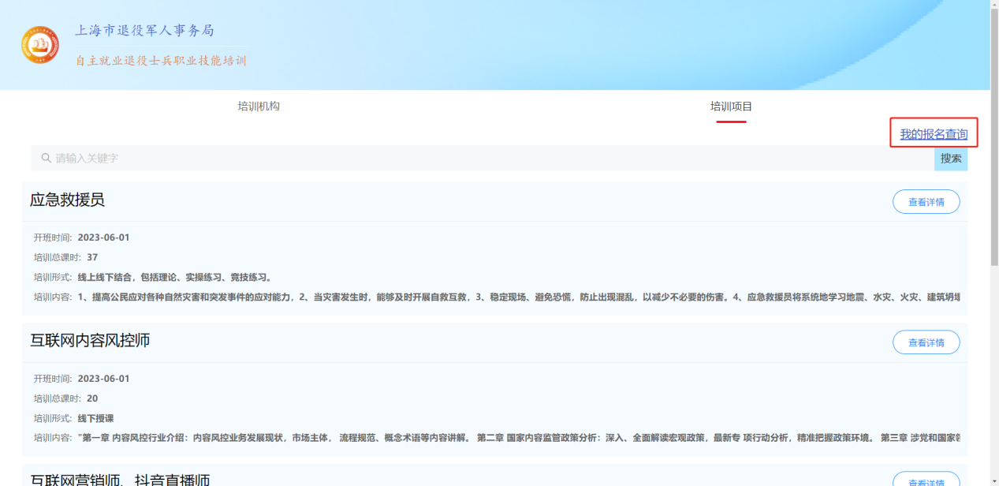 上海市退役军人事务局
自主就业退役士兵职业技能培训
培训机构
培训项目
我的报名查询
请输入关键字
搜索
应急救援员
查看详情
开班时间: 2023-06-01
培训总课时: 37
培训形式: 线上线下结合，包括理论、实操练习、竞技练习。
培训内容: 1、提高公民应对各种自然灾害和突发事件的应对能力，2、当灾害发生时，能够及时开展自救互救，3、稳定现场、避免恐慌，防止出现混乱，以减少不必要的伤害。4、应急救援员将系统地学习地震、水灾、火灾、建筑坍塌
互联网内容风控师
查看详情
开班时间: 2023-06-01
培训总课时: 20
培训形式: 线下授课
培训内容: "第一章 内容风控行业介绍：内容风控业务发展现状，市场主体， 流程规范、概念术语等内容讲解。 第二章 国家内容监管政策分析：深入、全面解读宏观政策，最新专 项行动分析，精准把握政策环境。 第三章 涉党和国家领
互联网营销师、抖音直播师
查看详情